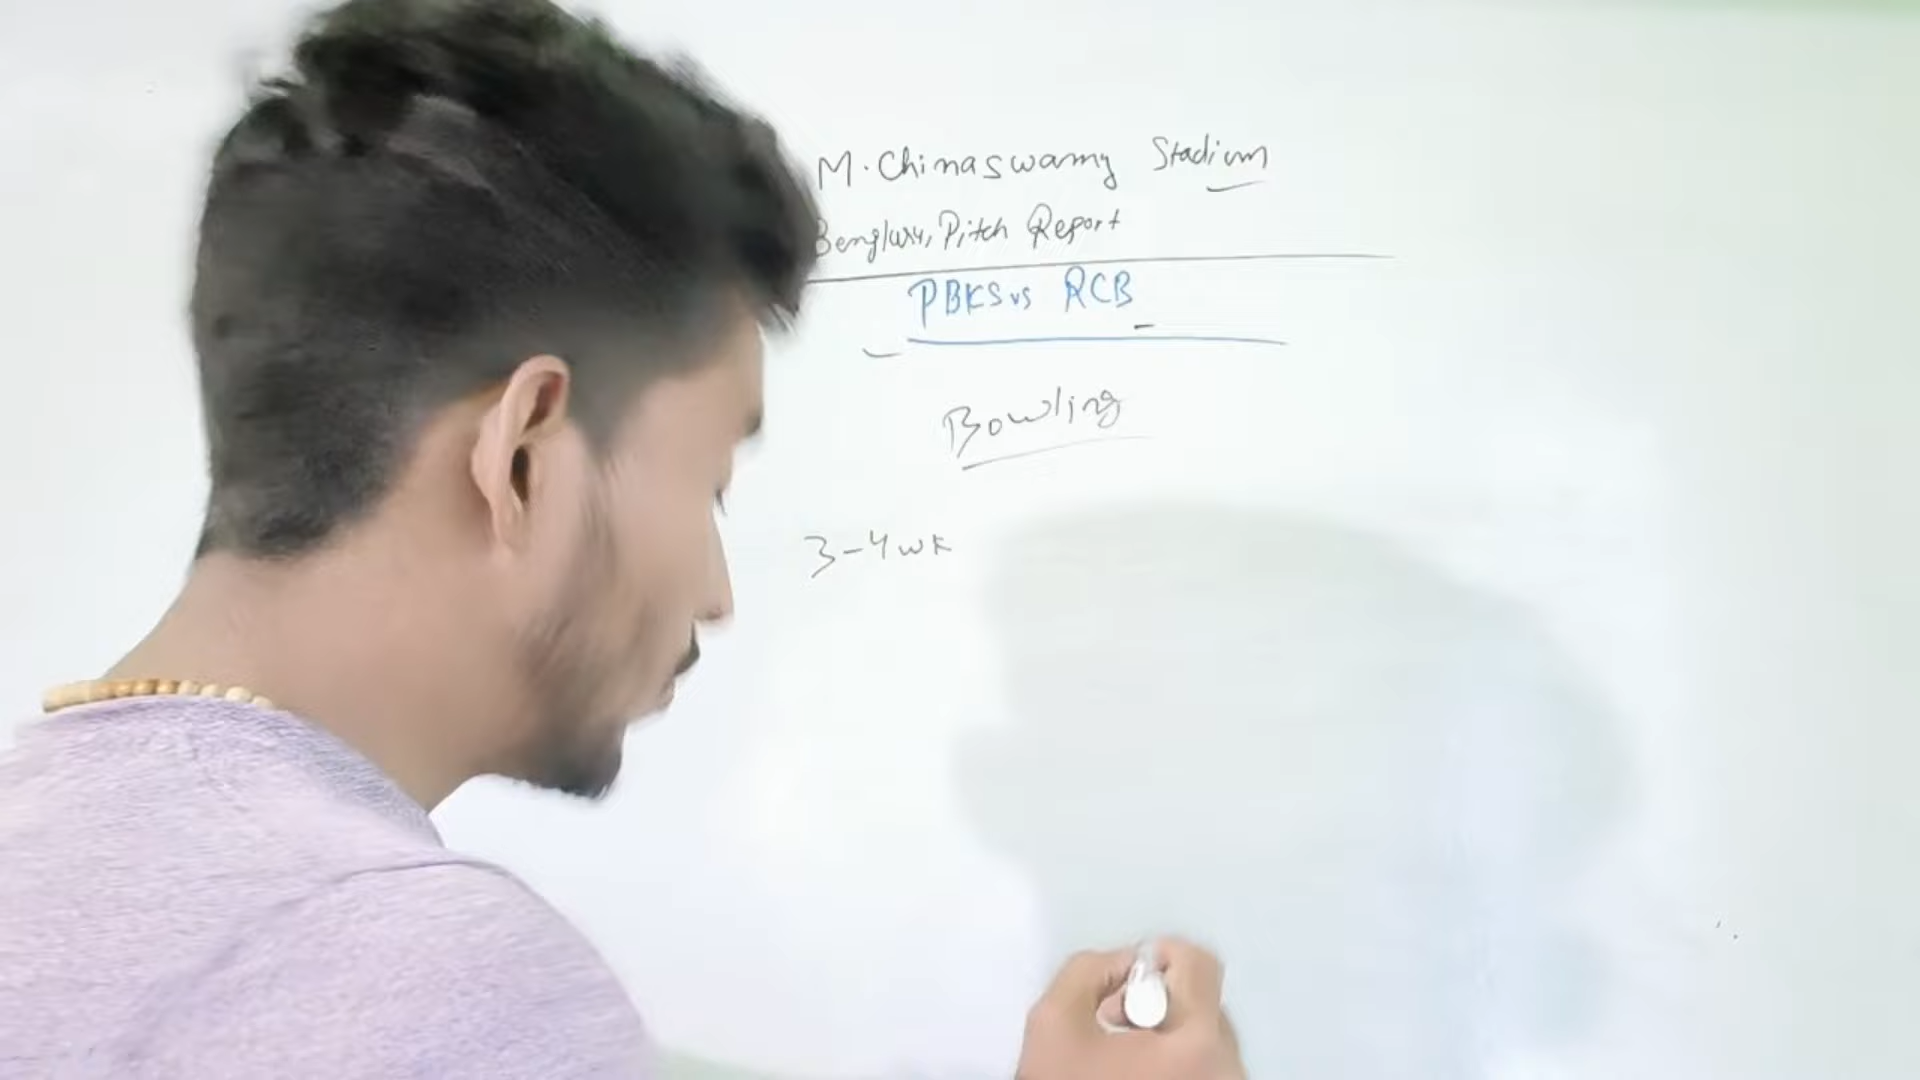 M. Chinaswamy Stadium
Bengluru, Pitch Report
PBKS vs RCB
Bowling
3-4 wk